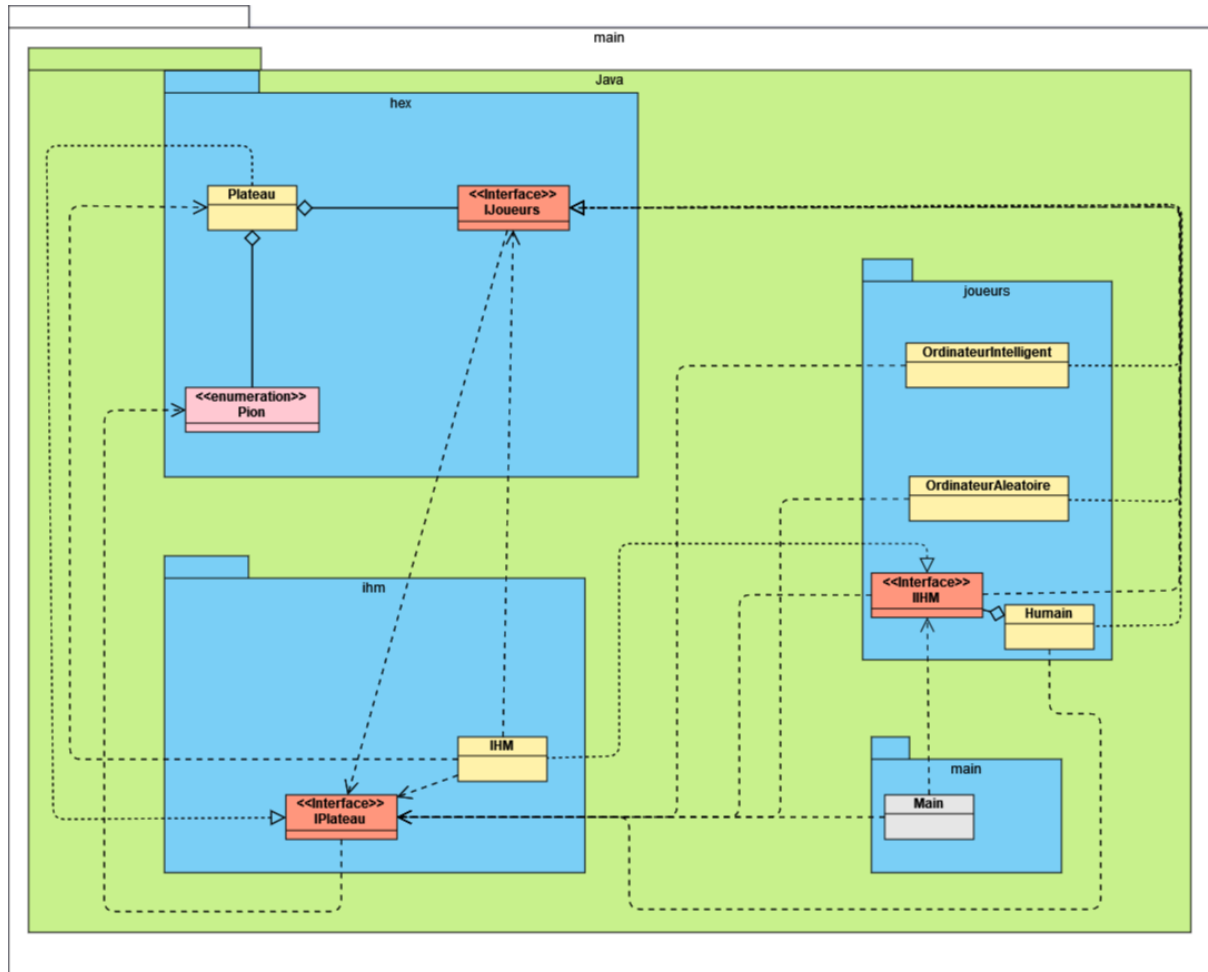 main
Java
hex
Plateau
<<Interface>>
IJoueurs
<<enumeration>>
Pion
joueurs
OrdinateurIntelligent
OrdinateurAleatoire
<<Interface>>
IIHM
Humain
ihm
IHM
<<Interface>>
IPlateau
main
Main